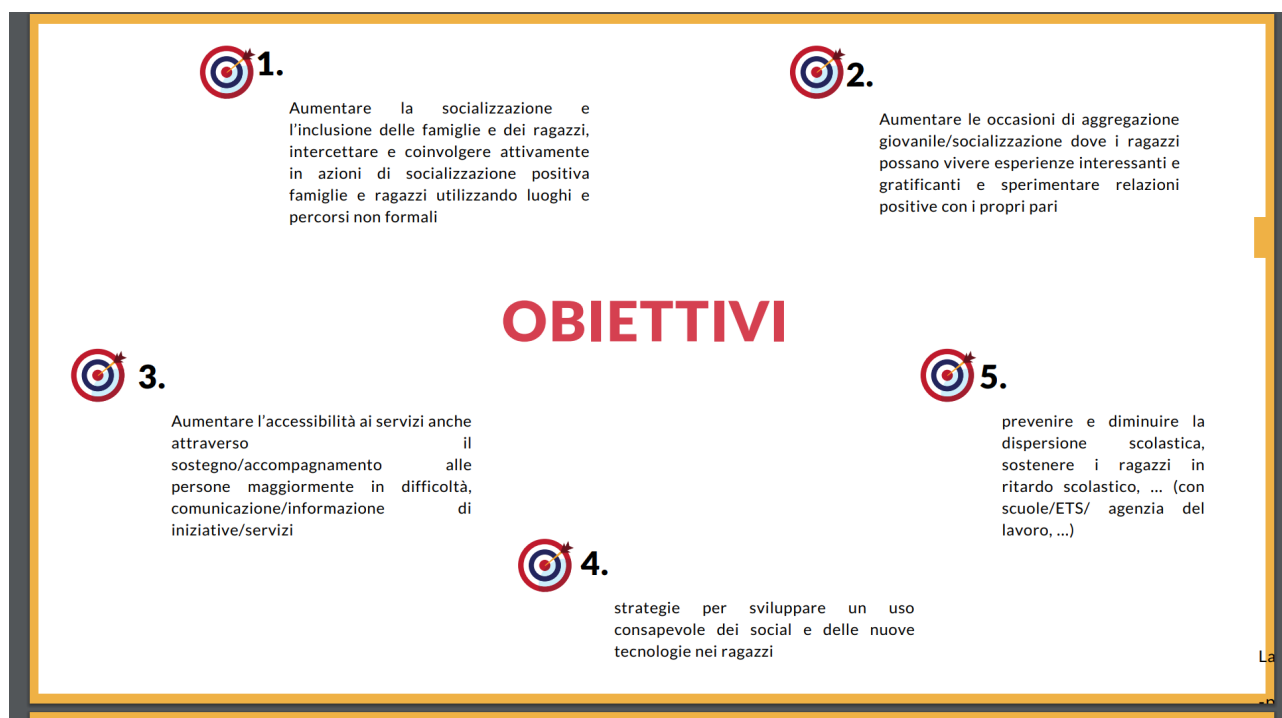 1.
Aumentare la socializzazione e
l’inclusione delle famiglie e dei ragazzi,
intercettare e coinvolgere attivamente
in azioni di socializzazione positiva
famiglie e ragazzi utilizzando luoghi e
percorsi non formali
2.
Aumentare le occasioni di aggregazione
giovanile/socializzazione dove i ragazzi
possano vivere esperienze interessanti e
gratificanti e sperimentare relazioni
positive con i propri pari
OBIETTIVI
3.
Aumentare l’accessibilità ai servizi anche
attraverso il
sostegno/accompagnamento alle
persone maggiormente in difficoltà,
comunicazione/informazione di
iniziative/servizi
4.
strategie per sviluppare un uso
consapevole dei social e delle nuove
tecnologie nei ragazzi
5.
prevenire e diminuire la
dispersione scolastica,
sostenere i ragazzi in
ritardo scolastico, ... (con
scuole/ETS/ agenzia del
lavoro, ...)
La